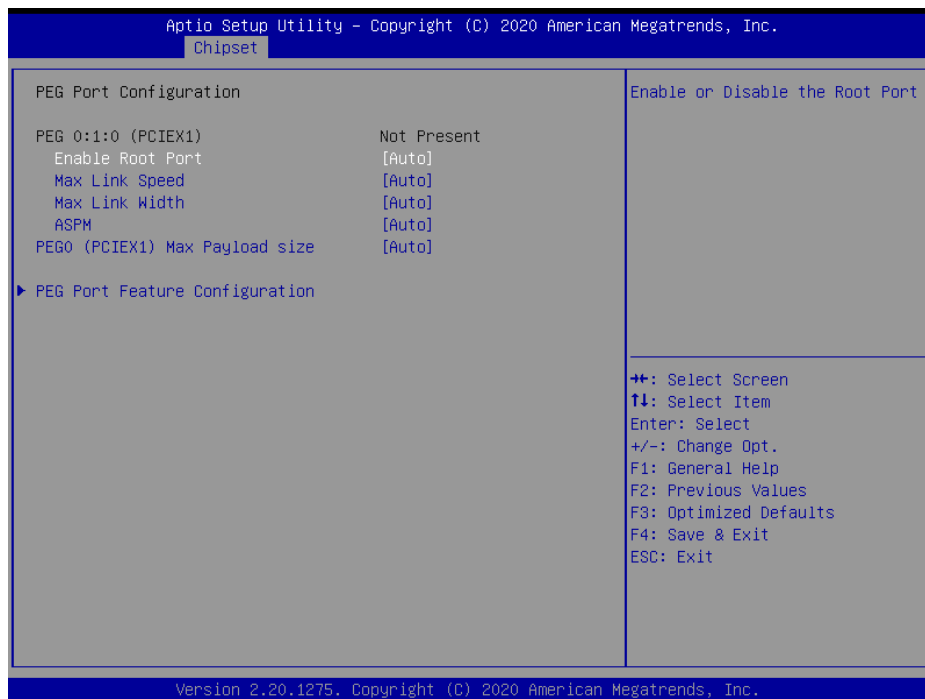 Aptio Setup Utility – Copyright (C) 2020 American Megatrends, Inc.
Chipset
PEG Port Configuration
PEG 0:1:0 (PCIEX1) Not Present
Enable Root Port [Auto]
Max Link Speed [Auto]
Max Link Width [Auto]
ASPM [Auto]
PEG0 (PCIEX1) Max Payload size [Auto]
▶ PEG Port Feature Configuration
Enable or Disable the Root Port
→←: Select Screen
↑↓: Select Item
Enter: Select
+/-: Change Opt.
F1: General Help
F2: Previous Values
F3: Optimized Defaults
F4: Save & Exit
ESC: Exit
Version 2.20.1275. Copyright (C) 2020 American Megatrends, Inc.